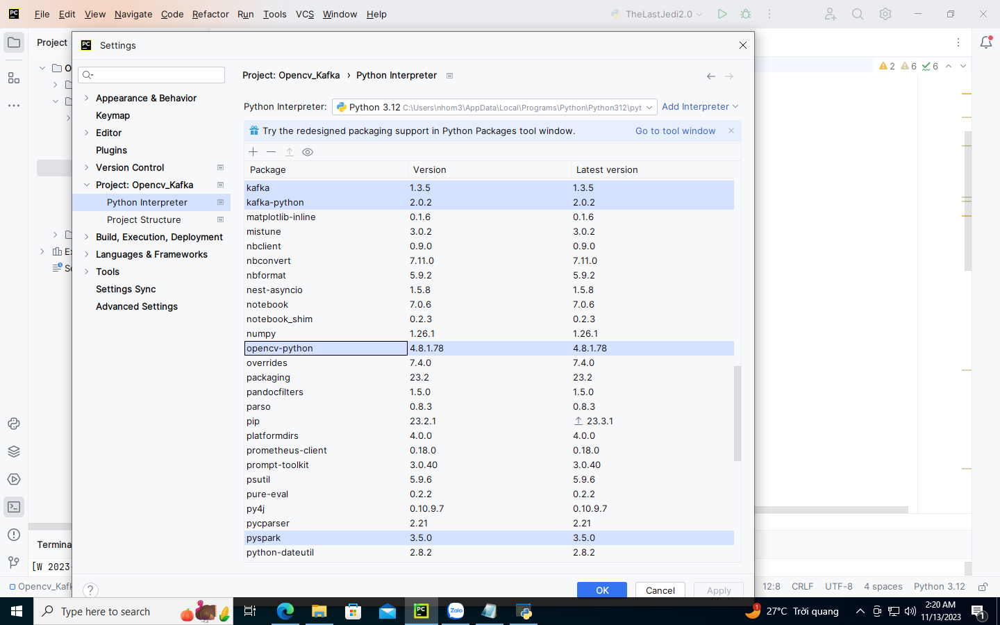 File Edit View Navigate Code Refactor Run Tools VCS Window Help
TheLastJedi2.0
Project
Settings
Project: Opencv_Kafka › Python Interpreter
2 6 6
Appearance & Behavior
Keymap
Editor
Plugins
Version Control
Project: Opencv_Kafka
Python Interpreter
Project Structure
Build, Execution, Deployment
Languages & Frameworks
Tools
Settings Sync
Advanced Settings
Python Interpreter: Python 3.12 C:\Users\nhom3\AppData\Local\Programs\Python\Python312\pyt Add Interpreter
Try the redesigned packaging support in Python Packages tool window. Go to tool window
Package Version Latest version
kafka 1.3.5 1.3.5
kafka-python 2.0.2 2.0.2
matplotlib-inline 0.1.6 0.1.6
mistune 3.0.2 3.0.2
nbclient 0.9.0 0.9.0
nbconvert 7.11.0 7.11.0
nbformat 5.9.2 5.9.2
nest-asyncio 1.5.8 1.5.8
notebook 7.0.6 7.0.6
notebook_shim 0.2.3 0.2.3
numpy 1.26.1 1.26.1
opencv-python 4.8.1.78 4.8.1.78
overrides 7.4.0 7.4.0
packaging 23.2 23.2
pandocfilters 1.5.0 1.5.0
parso 0.8.3 0.8.3
pip 23.2.1 23.3.1
platformdirs 4.0.0 4.0.0
prometheus-client 0.18.0 0.18.0
prompt-toolkit 3.0.40 3.0.40
psutil 5.9.6 5.9.6
pure-eval 0.2.2 0.2.2
py4j 0.10.9.7 0.10.9.7
pycparser 2.21 2.21
pyspark 3.5.0 3.5.0
python-dateutil 2.8.2 2.8.2
Termina
[W 2023-
OK Cancel Apply
Opencv_Kafk 12:8 CRLF UTF-8 4 spaces Python 3.12
Type here to search
Zalo
1 27°C Trời quang
2:20 AM
11/13/2023
1